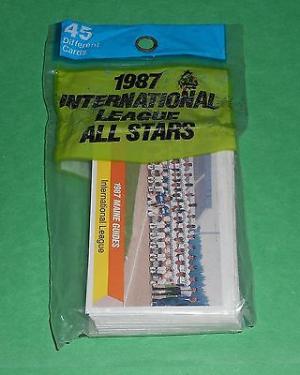 45
Different
Cards
1987
INTERNATIONAL
LEAGUE
ALL STARS
1987 MAINE GUIDES
International League